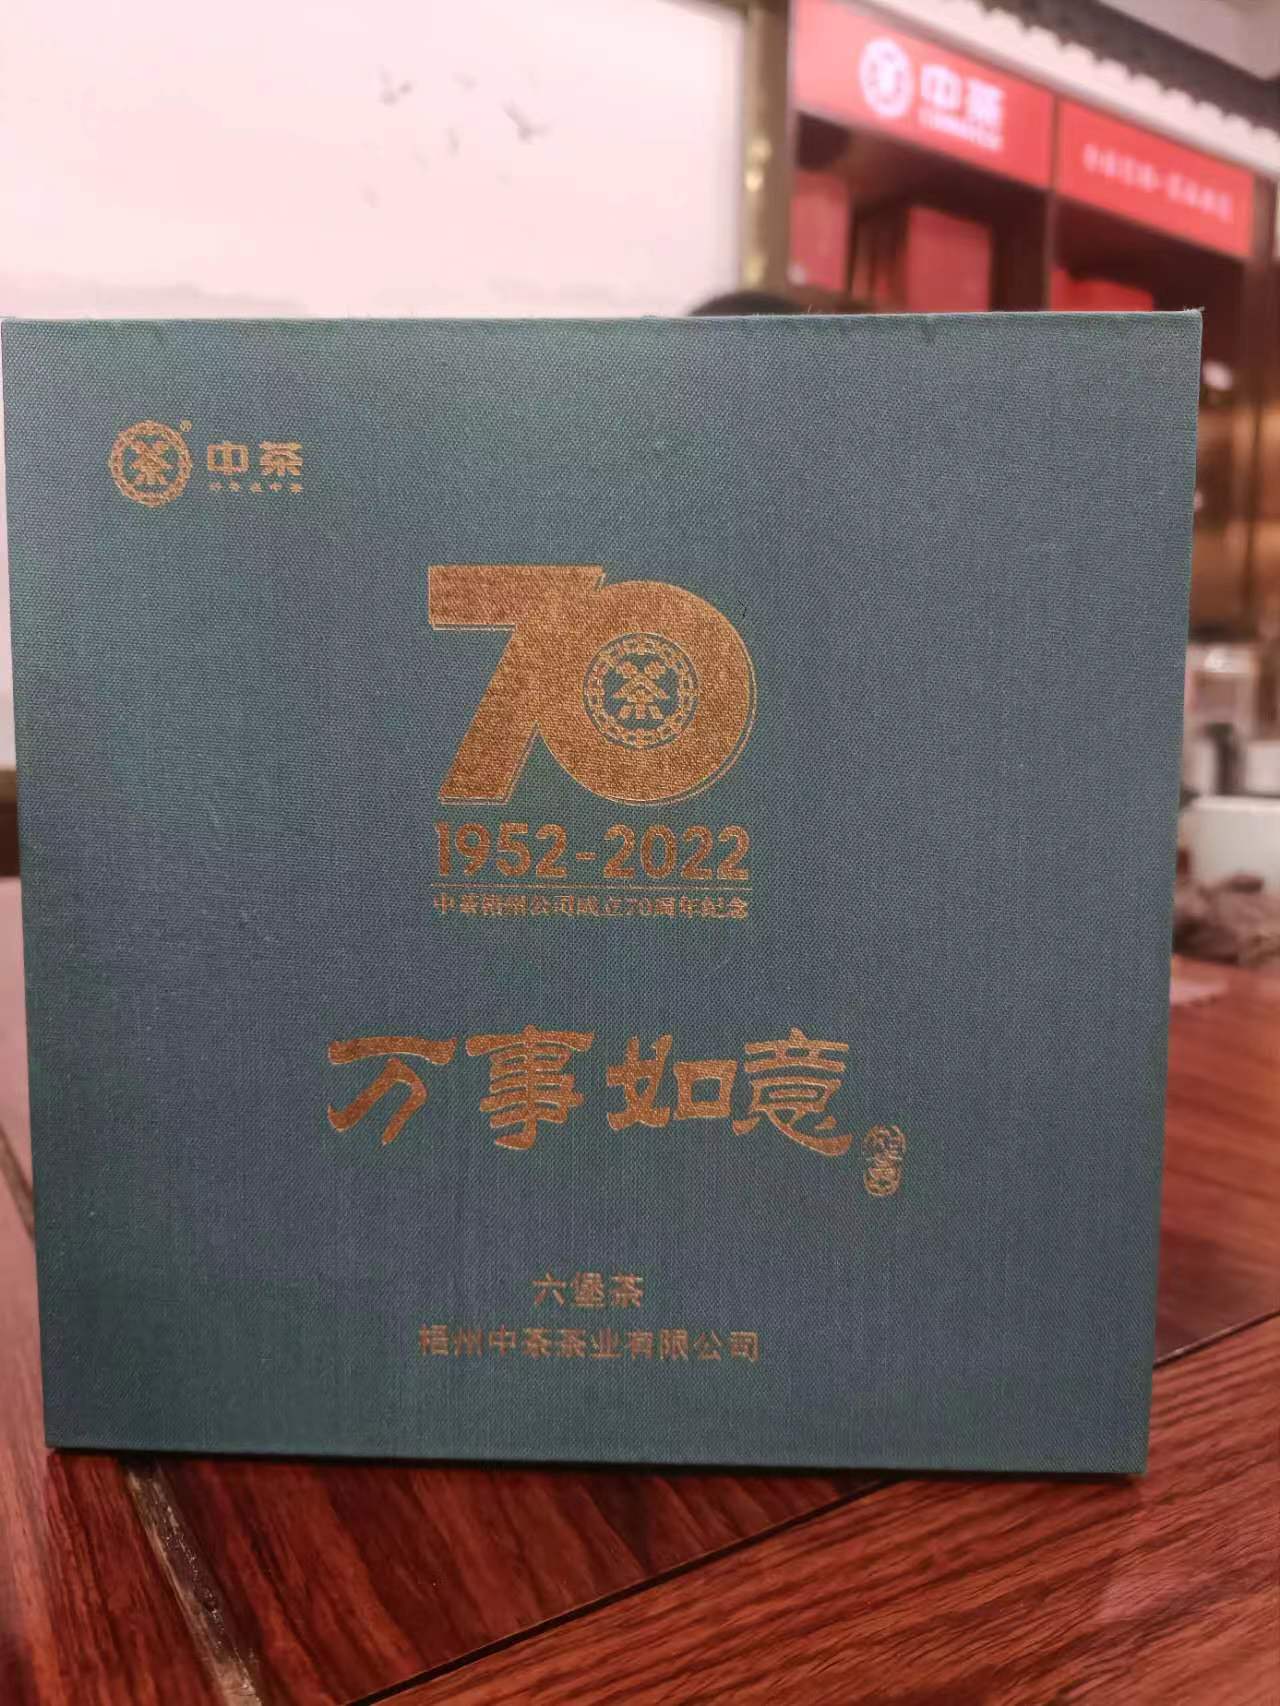 中茶
中茶
茶
70
茶
1952-2022
中茶梧州公司成立70周年纪念
万事如意
六堡茶
梧州中茶茶业有限公司